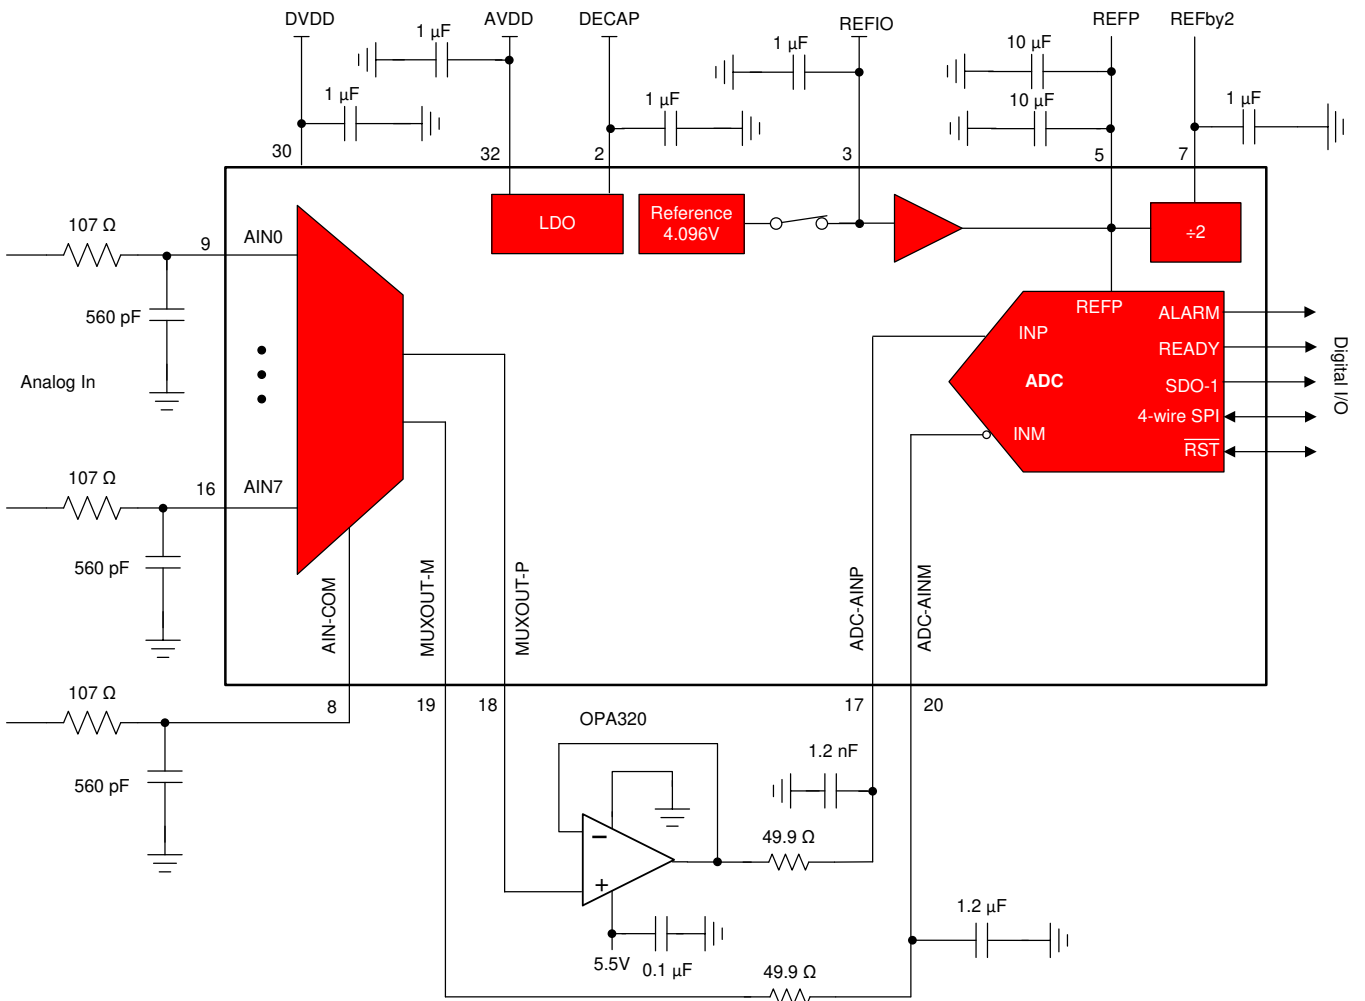 DVDD
AVDD
DECAP
REFIO
REFP
REFby2
1 µF
1 µF
10 µF
1 µF
1 µF
10 µF
1 µF
30
32
2
3
5
7
LDO
Reference
4.096V
÷2
107 Ω
9
AIN0
560 pF
Analog In
107 Ω
16
AIN7
560 pF
107 Ω
560 pF
REFP
INP
ADC
INM
ALARM
READY
SDO-1
4-wire SPI
RST
Digital I/O
AIN-COM
MUXOUT-M
MUXOUT-P
ADC-AINP
ADC-AINM
8
19
18
17
20
OPA320
1.2 nF
−
+
49.9 Ω
5.5V
0.1 µF
1.2 µF
49.9 Ω